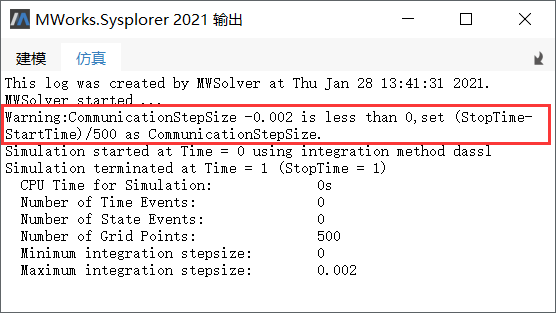 MWorks.Sysplorer 2021 输出
建模 仿真
This log was created by MWSolver at Thu Jan 28 13:41:31 2021.
MWSolver started ...
Warning:CommunicationStepSize -0.002 is less than 0,set (StopTime-
StartTime)/500 as CommunicationStepSize.
Simulation started at Time = 0 using integration method dassl
Simulation terminated at Time = 1 (StopTime = 1)
CPU Time for Simulation: 0s
Number of Time Events: 0
Number of State Events: 0
Number of Grid Points: 500
Minimum integration stepsize: 0
Maximum integration stepsize: 0.002